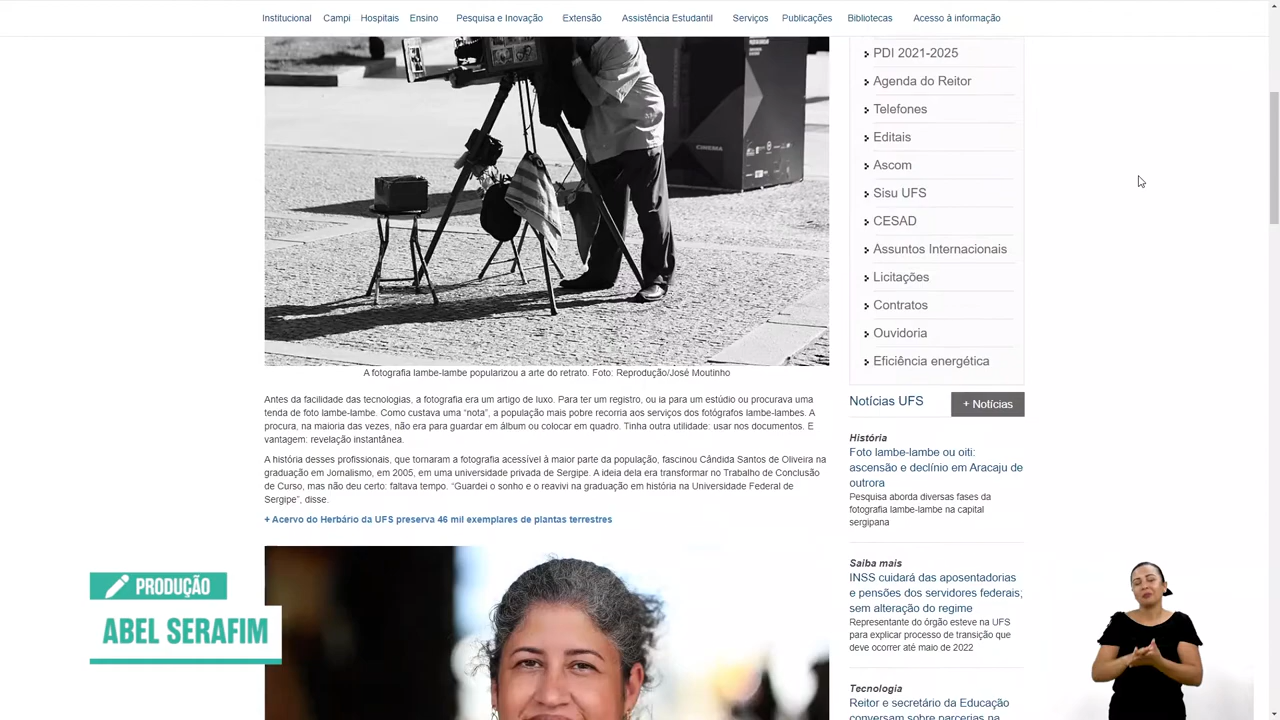 Institucional Campi Hospitais Ensino Pesquisa e Inovação Extensão Assistência Estudantil Serviços Publicações Bibliotecas Acesso à informação
CINEMA
A fotografia lambe-lambe popularizou a arte do retrato. Foto: Reprodução/José Moutinho
Antes da facilidade das tecnologias, a fotografia era um artigo de luxo. Para ter um registro, ou ia para um estúdio ou procurava uma
tenda de foto lambe-lambe. Como custava uma “nota”, a população mais pobre recorria aos serviços dos fotógrafos lambe-lambes. A
procura, na maioria das vezes, não era para guardar em álbum ou colocar em quadro. Tinha outra utilidade: usar nos documentos. E
vantagem: revelação instantânea.
A história desses profissionais, que tornaram a fotografia acessível à maior parte da população, fascinou Cândida Santos de Oliveira na
graduação em Jornalismo, em 2005, em uma universidade privada de Sergipe. A ideia dela era transformar no Trabalho de Conclusão
de Curso, mas não deu certo: faltava tempo. “Guardei o sonho e o reavivi na graduação em história na Universidade Federal de
Sergipe”, disse.
+ Acervo do Herbário da UFS preserva 46 mil exemplares de plantas terrestres
PRODUÇÃO
ABEL SERAFIM
PDI 2021-2025
Agenda do Reitor
Telefones
Editais
Ascom
Sisu UFS
CESAD
Assuntos Internacionais
Licitações
Contratos
Ouvidoria
Eficiência energética
Notícias UFS + Notícias
História
Foto lambe-lambe ou oiti:
ascensão e declínio em Aracaju de
outrora
Pesquisa aborda diversas fases da
fotografia lambe-lambe na capital
sergipana
Saiba mais
INSS cuidará das aposentadorias
e pensões dos servidores federais;
sem alteração do regime
Representante do órgão esteve na UFS
para explicar processo de transição que
deve ocorrer até maio de 2022
Tecnologia
Reitor e secretário da Educação
conversam sobre parcerias na